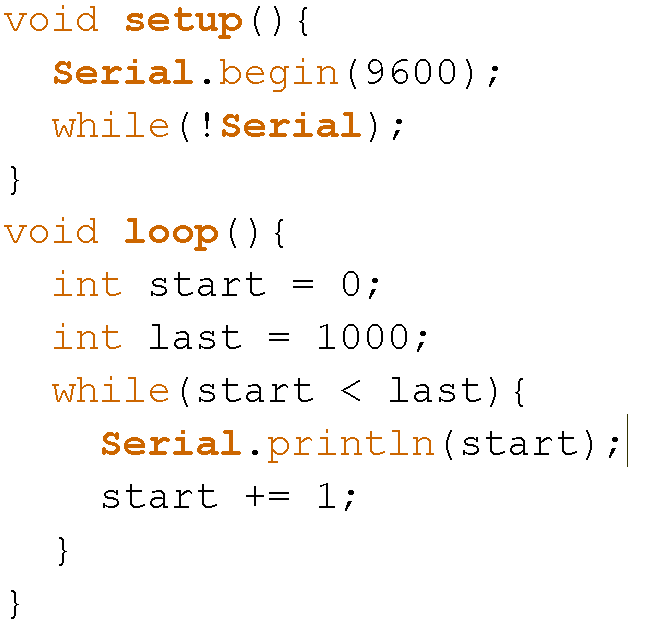 void setup(){
  Serial.begin(9600);
  while(!Serial);
}
void loop(){
  int start = 0;
  int last = 1000;
  while(start < last){
    Serial.println(start);
    start += 1;
  }
}